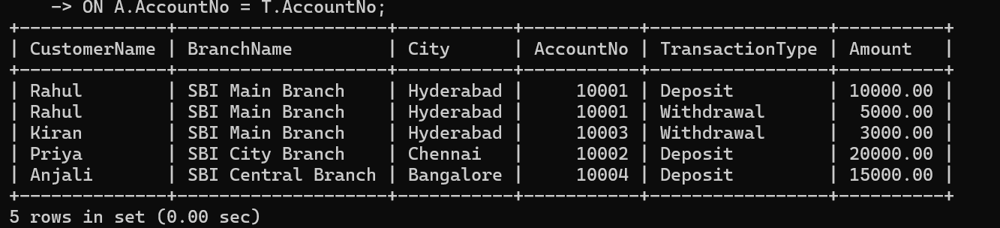 -> ON A.AccountNo = T.AccountNo;
+--------------+--------------------+-----------+-----------+-----------------+----------+
| CustomerName | BranchName         | City      | AccountNo | TransactionType | Amount   |
+--------------+--------------------+-----------+-----------+-----------------+----------+
| Rahul        | SBI Main Branch    | Hyderabad |     10001 | Deposit         | 10000.00 |
| Rahul        | SBI Main Branch    | Hyderabad |     10001 | Withdrawal      |  5000.00 |
| Kiran        | SBI Main Branch    | Hyderabad |     10003 | Withdrawal      |  3000.00 |
| Priya        | SBI City Branch    | Chennai   |     10002 | Deposit         | 20000.00 |
| Anjali       | SBI Central Branch | Bangalore |     10004 | Deposit         | 15000.00 |
+--------------+--------------------+-----------+-----------+-----------------+----------+
5 rows in set (0.00 sec)